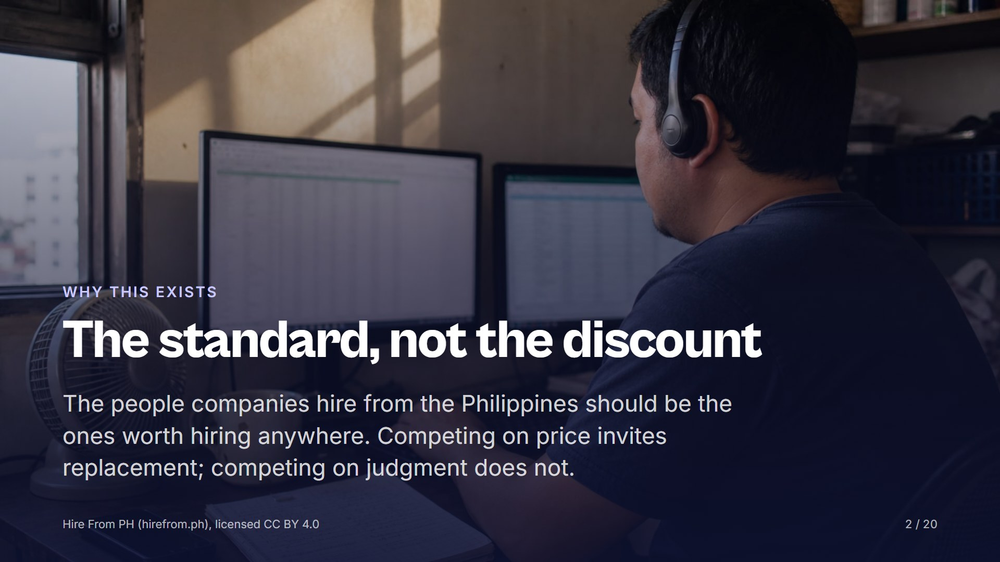 WHY THIS EXISTS
The standard, not the discount
The people companies hire from the Philippines should be the
ones worth hiring anywhere. Competing on price invites
replacement; competing on judgment does not.
Hire From PH (hirefrom.ph), licensed CC BY 4.0
2 / 20